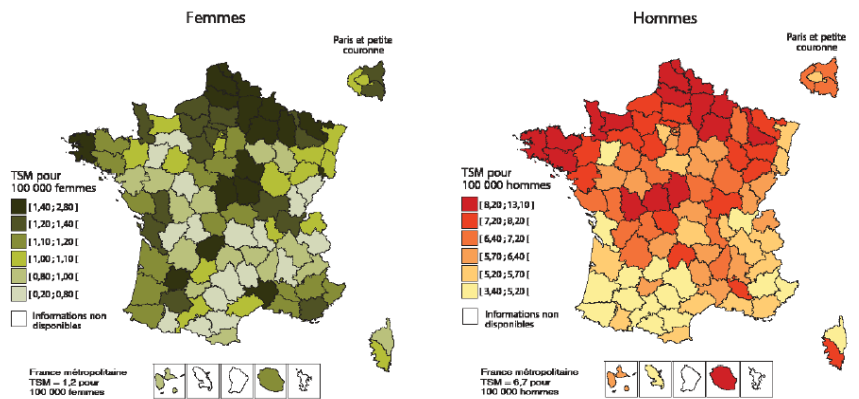 Femmes
Paris et petite
couronne
TSM pour
100 000 femmes
[ 1,40 ; 2,80 [
[ 1,20 ; 1,40 [
[ 1,10 ; 1,20 [
[ 1,00 ; 1,10 [
[ 0,80 ; 1,00 [
[ 0,20 ; 0,80 [
Informations non
disponibles
France métropolitaine
TSM = 1,2 pour
100 000 femmes
Hommes
Paris et petite
couronne
TSM pour
100 000 hommes
[ 8,20 ; 13,10 [
[ 7,20 ; 8,20 [
[ 6,40 ; 7,20 [
[ 5,70 ; 6,40 [
[ 5,20 ; 5,70 [
[ 3,40 ; 5,20 [
Informations non
disponibles
France métropolitaine
TSM = 6,7 pour
100 000 hommes